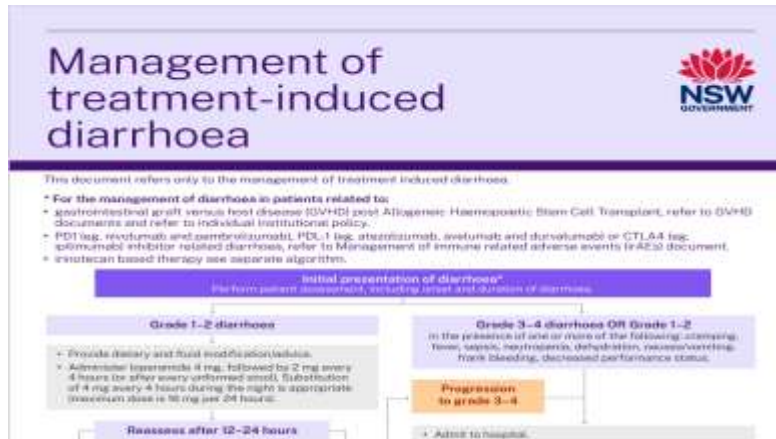 Management of
treatment-induced
diarrhoea
NSW
GOVERNMENT
This document refers only to the management of treatment induced diarrhoea.
* For the management of diarrhoea in patients related to:
• gastrointestinal graft versus host disease (GVHD) post Allogeneic Haemopoietic Stem Cell Transplant, refer to GVHD
documents and refer to individual institutional policy.
• PD1 (eg, nivolumab and pembrolizumab), PDL-1 (eg, atezolizumab, avelumab and durvalumab) or CTLA4 (eg,
ipilimumab) inhibitor related diarrhoea, refer to Management of immune related adverse events (irAEs) document.
• irinotecan based therapy see separate algorithm.
Initial presentation of diarrhoea*
Perform patient assessment, including onset and duration of diarrhoea.
Grade 1–2 diarrhoea
• Provide dietary and fluid modification/advice.
• Administer loperamide 4 mg, followed by 2 mg every
4 hours (or after every unformed stool). Substitution
of 4 mg every 4 hours during the night is appropriate
(maximum dose is 16 mg per 24 hours).
Reassess after 12–24 hours
Grade 3–4 diarrhoea OR Grade 1–2
in the presence of one or more of the following: cramping,
fever, sepsis, neutropenia, dehydration, nausea/vomiting,
frank bleeding, decreased performance status.
Progression
to grade 3–4
• Admit to hospital.